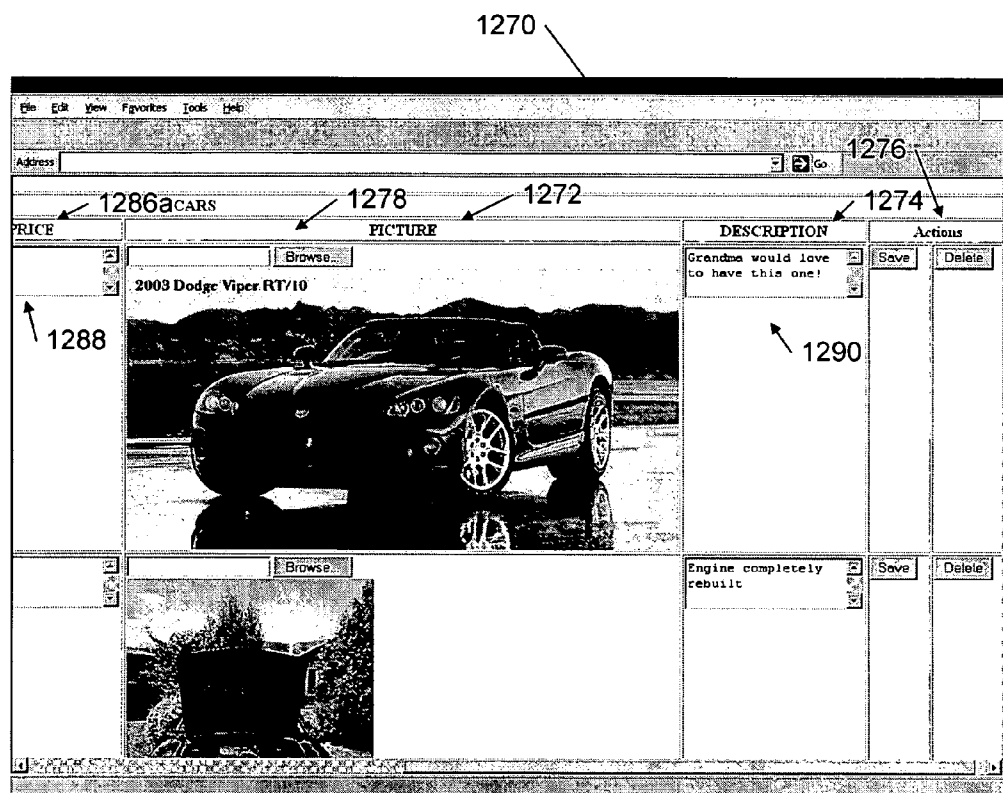 1270
File Edit View Favorites Tools Help
Address Go
1276
1286a CARS 1278 1272 1274
PRICE PICTURE DESCRIPTION Actions
Browse... Grandma would love Save Delete
to have this one!
2003 Dodge Viper RT/10
1288
1290
Browse... Engine completely Save Delete
rebuilt